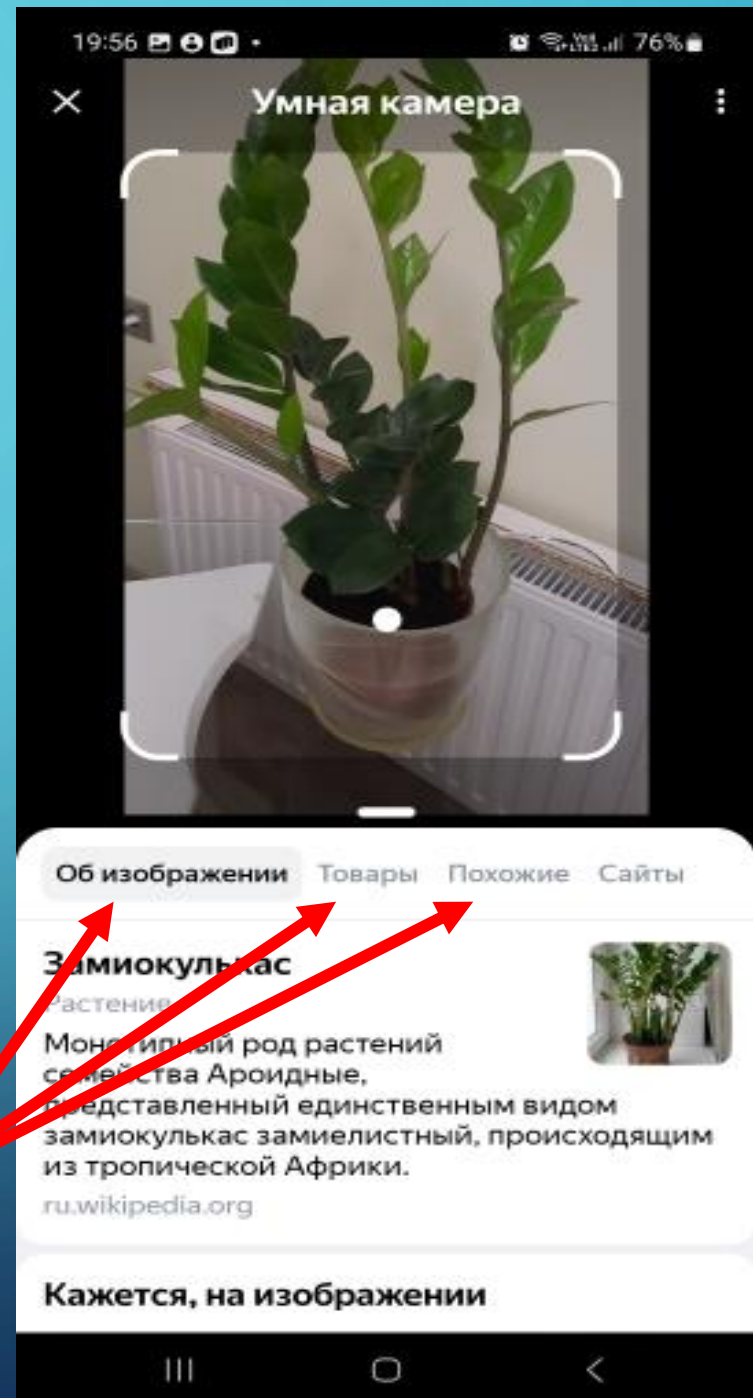 19:56
76%
Умная камера
Об изображении Товары Похожие Сайты
Замиокулькас
Растение
Монотипный род растений
семейства Ароидные,
представленный единственным видом
замиокулькас замиелистный, происходящим
из тропической Африки.
ru.wikipedia.org
Кажется, на изображении